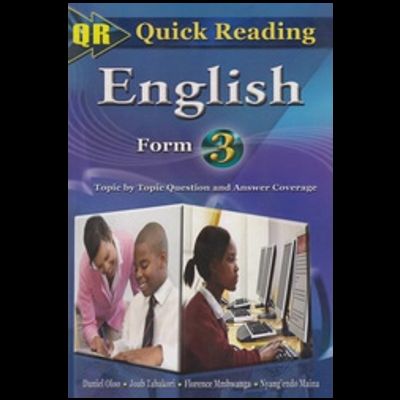 QR Quick Reading
English
Form 3
Topic by Topic Question and Answer Coverage
Daniel Oloo • Joab Tabakori • Florence Mmbwanga • Nyang'endo Maina